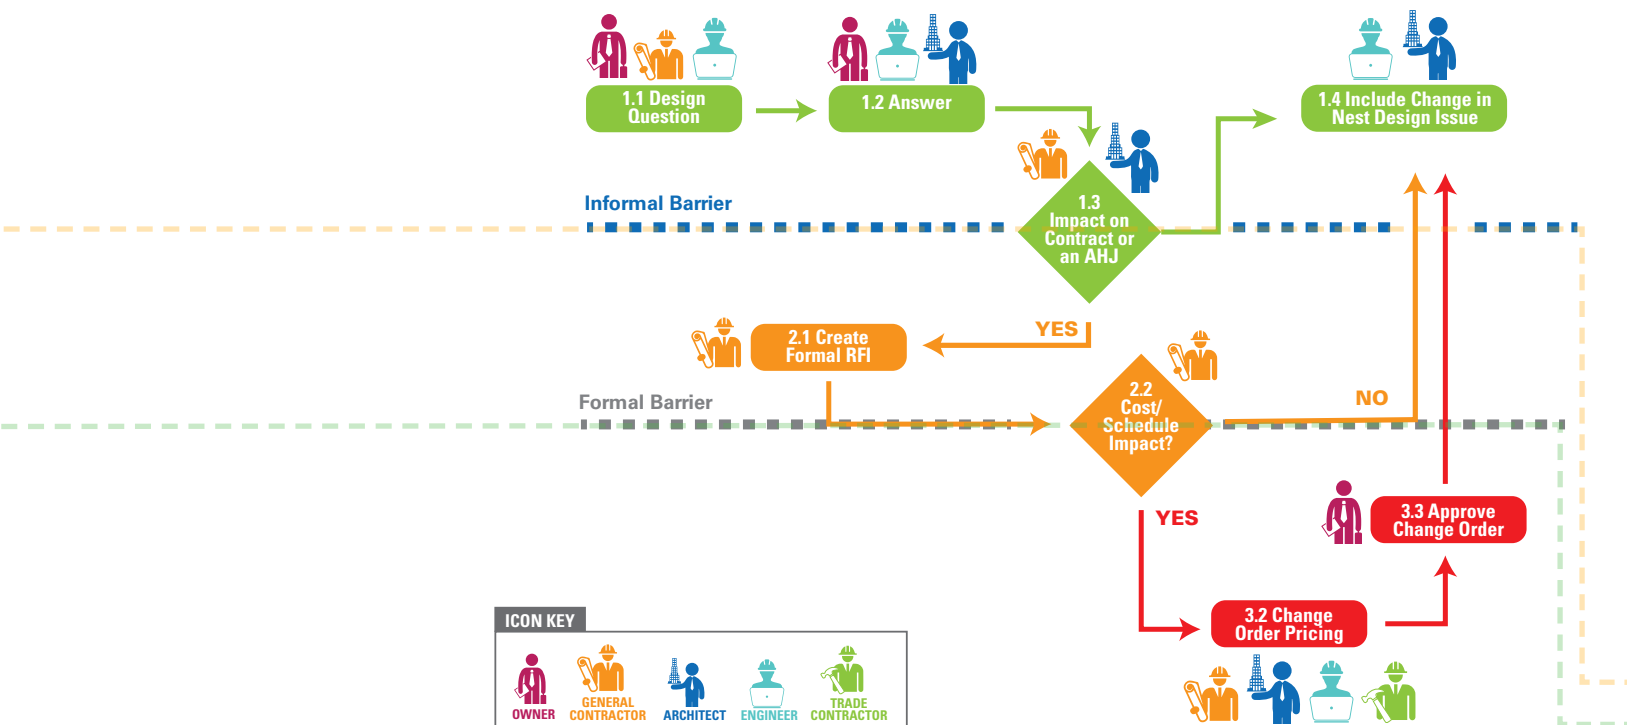 1.1 Design
Question
1.2 Answer
1.4 Include Change in
Nest Design Issue
Informal Barrier
1.3
Impact on
Contract or
an AHJ
YES
2.1 Create
Formal RFI
Formal Barrier
2.2
Cost/
Schedule
Impact?
NO
YES
3.3 Approve
Change Order
3.2 Change
Order Pricing
ICON KEY
OWNER
GENERAL
CONTRACTOR
ARCHITECT
ENGINEER
TRADE
CONTRACTOR